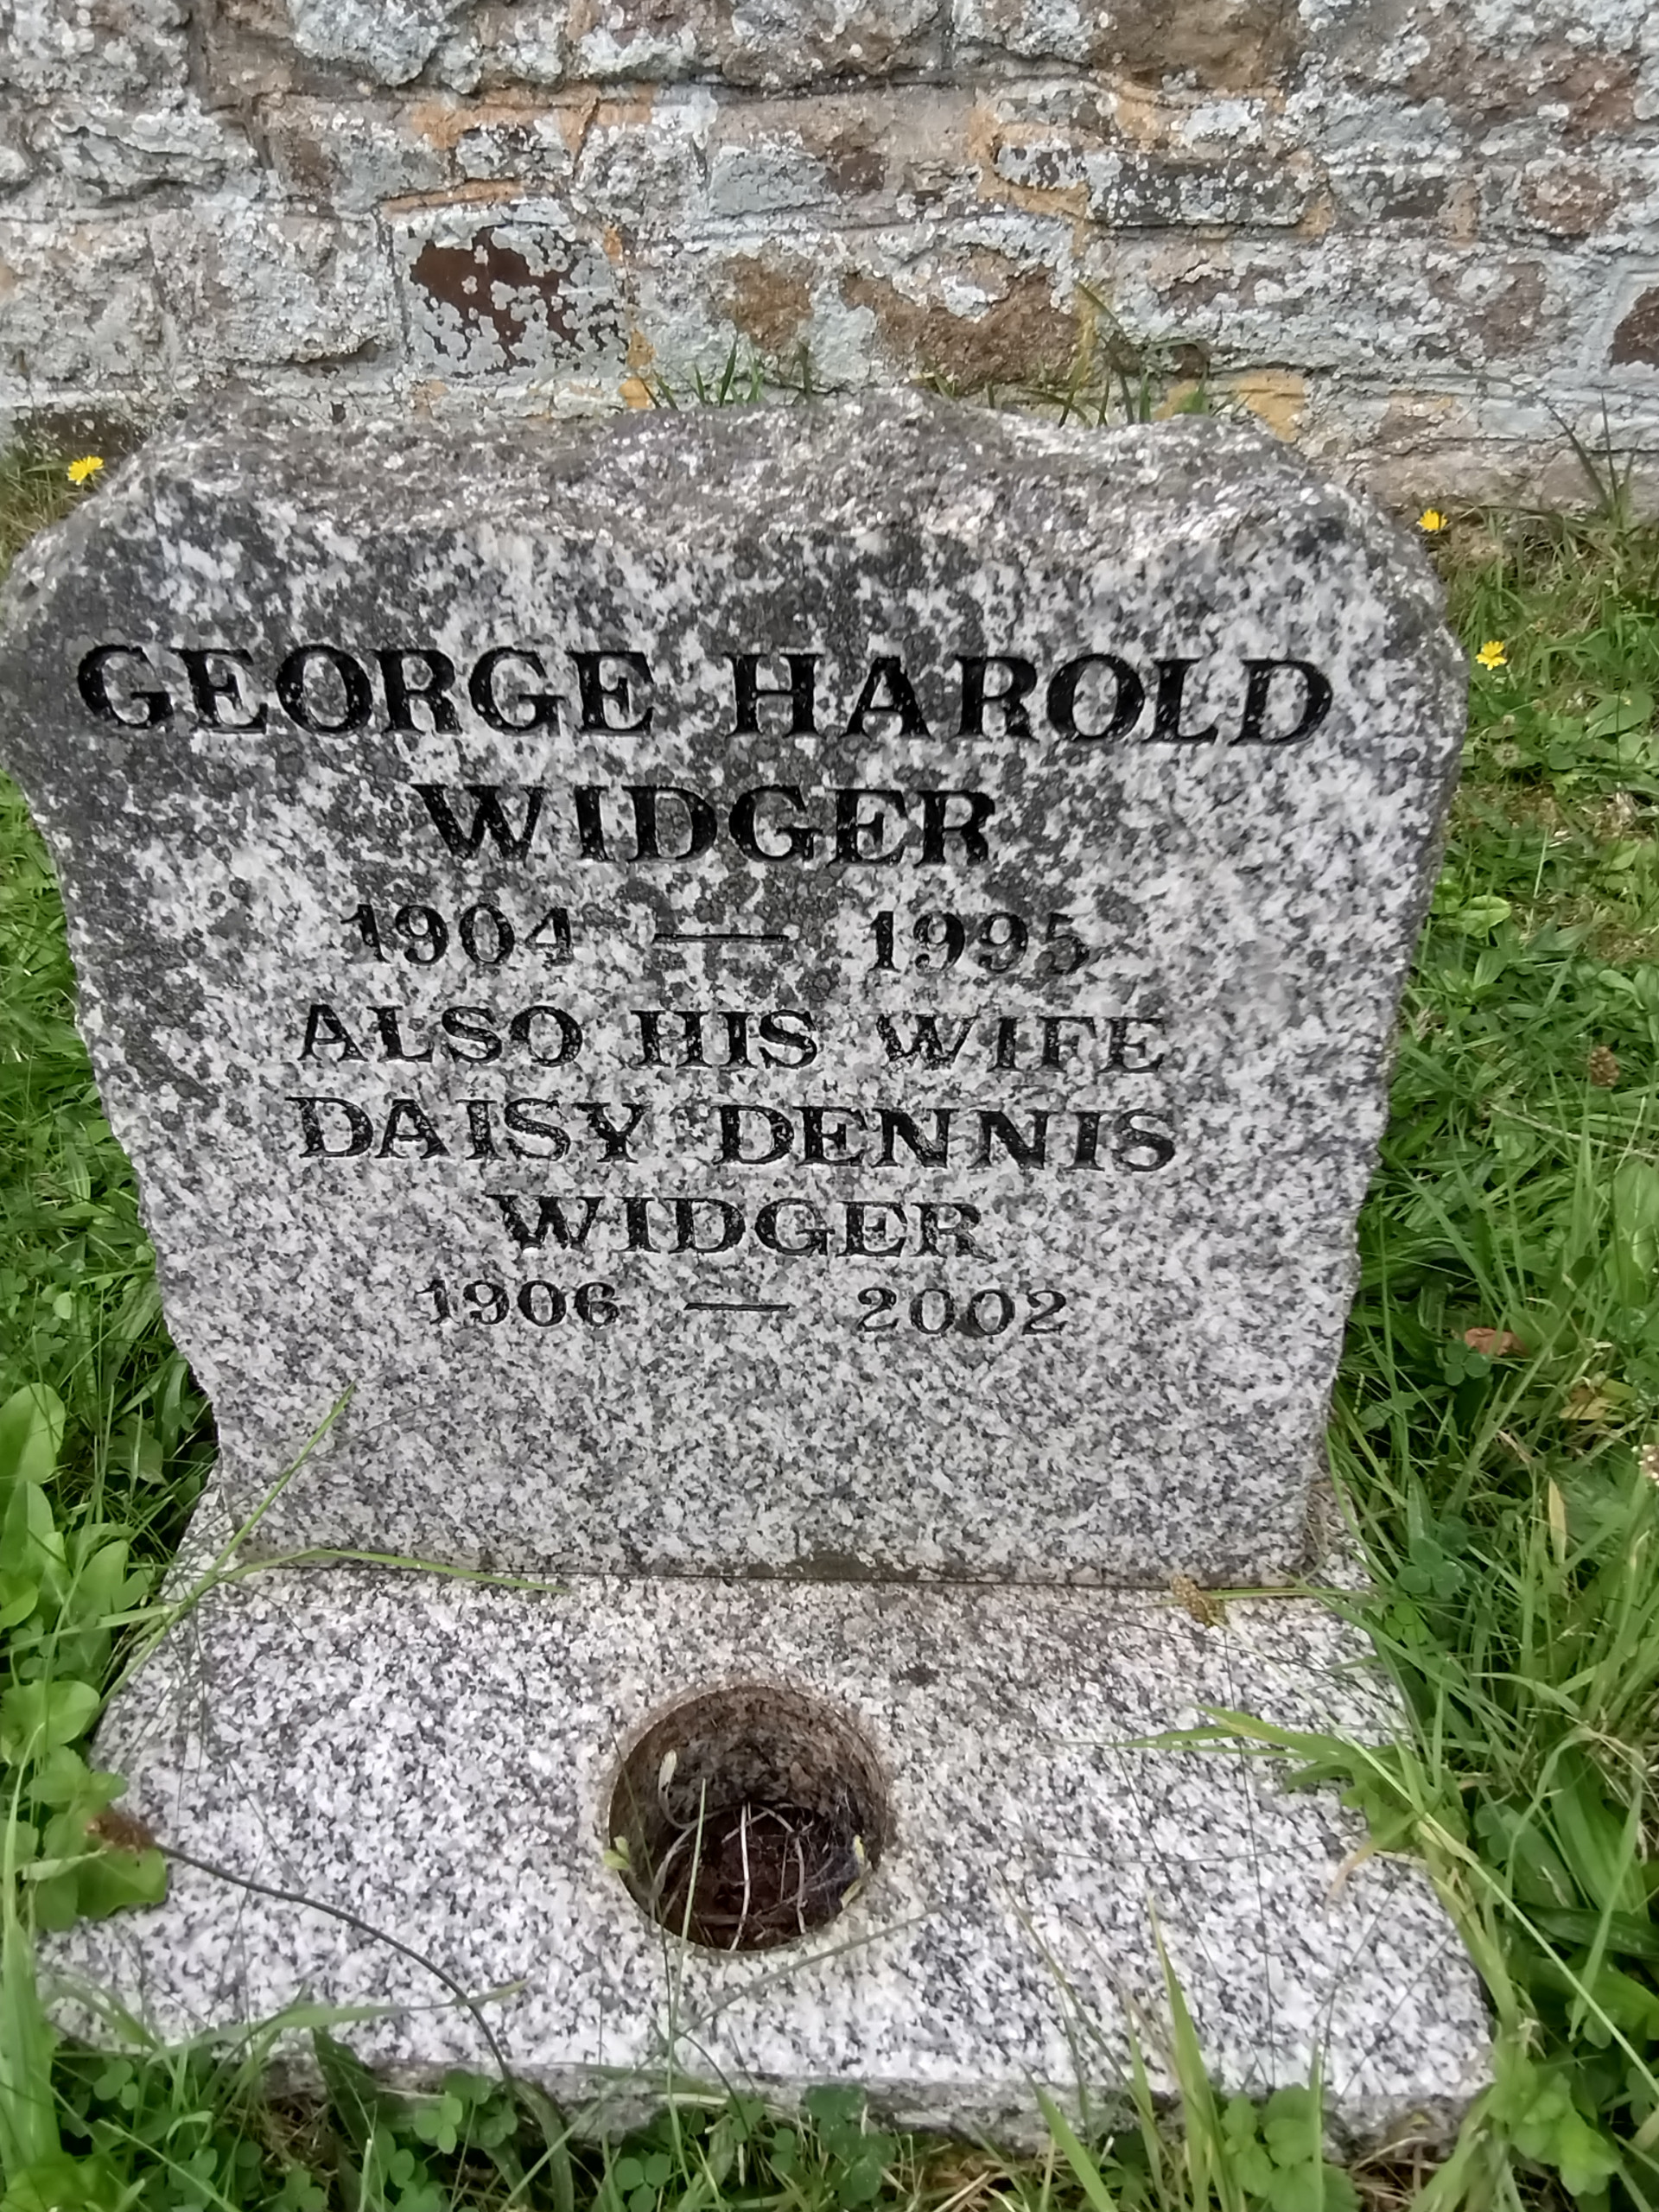 GEORGE HAROLD
WIDGER
1904 — 1995
ALSO HIS WIFE
DAISY DENNIS
WIDGER
1906 — 2002